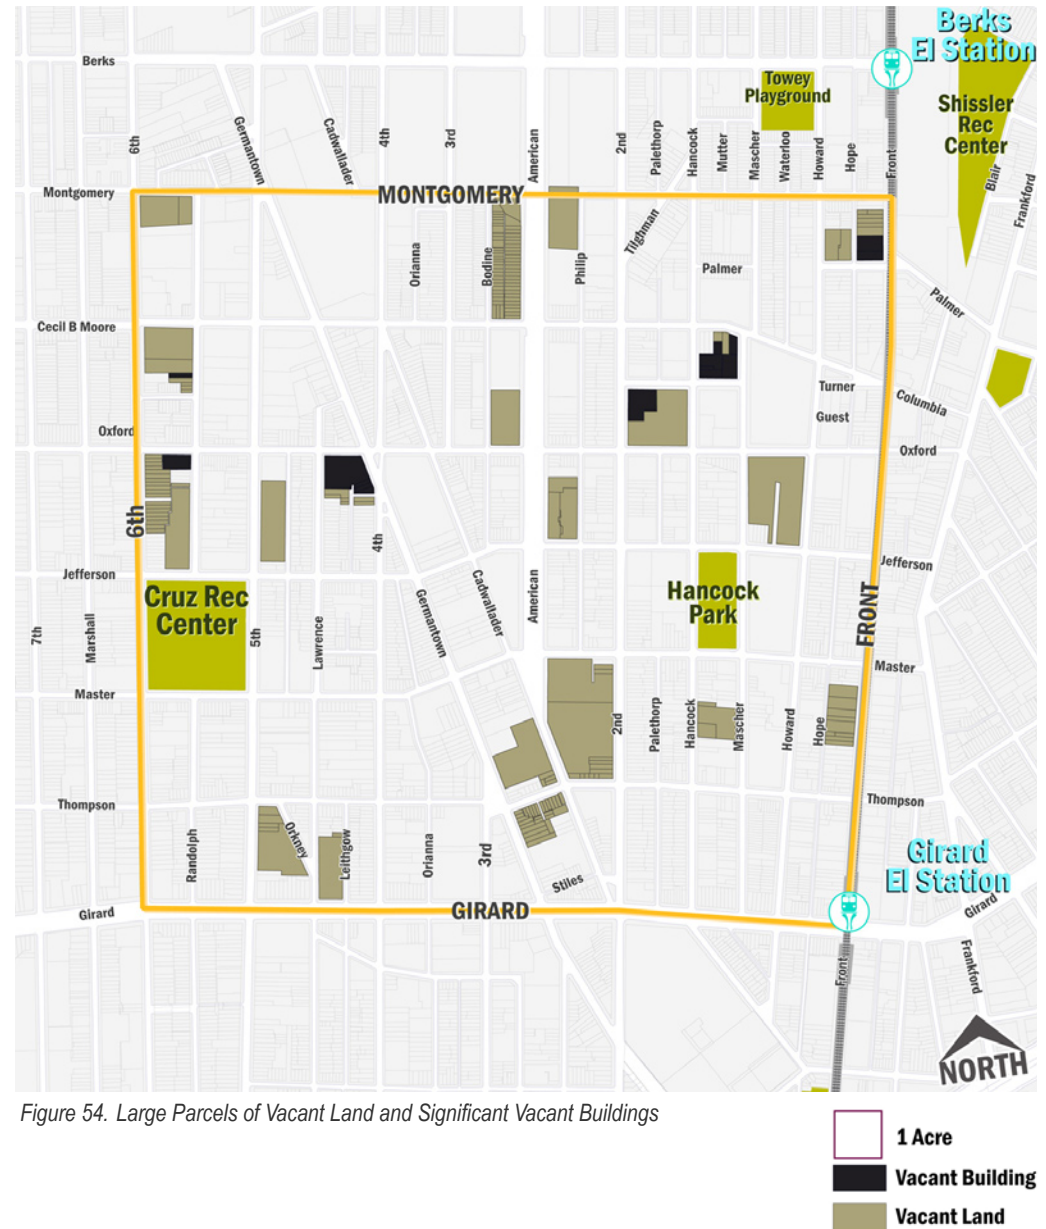 Berks
El Station
Berks
Towey
Playground
Shissler
Rec
Center
6th
Germantown
Cadwallader
4th
3rd
American
2nd
Palethorp
Hancock
Mutter
Mascher
Waterloo
Howard
Hope
Front
Blair
Frankford
Montgomery
MONTGOMERY
Orianna
Bodine
Philip
Tilghman
Palmer
Palmer
Cecil B Moore
Turner
Guest
Columbia
Oxford
Oxford
6th
4th
Jefferson
Jefferson
Cruz Rec
Center
Hancock
Park
FRONT
7th
Marshall
5th
Lawrence
Germantown
Cadwallader
American
Master
Master
2nd
Palethorp
Hancock
Mascher
Howard
Hope
Thompson
Thompson
Randolph
Orkney
Leithgow
Orianna
3rd
Stiles
Girard
El Station
Girard
GIRARD
Girard
Front
Frankford
NORTH
Figure 54. Large Parcels of Vacant Land and Significant Vacant Buildings
1 Acre
Vacant Building
Vacant Land